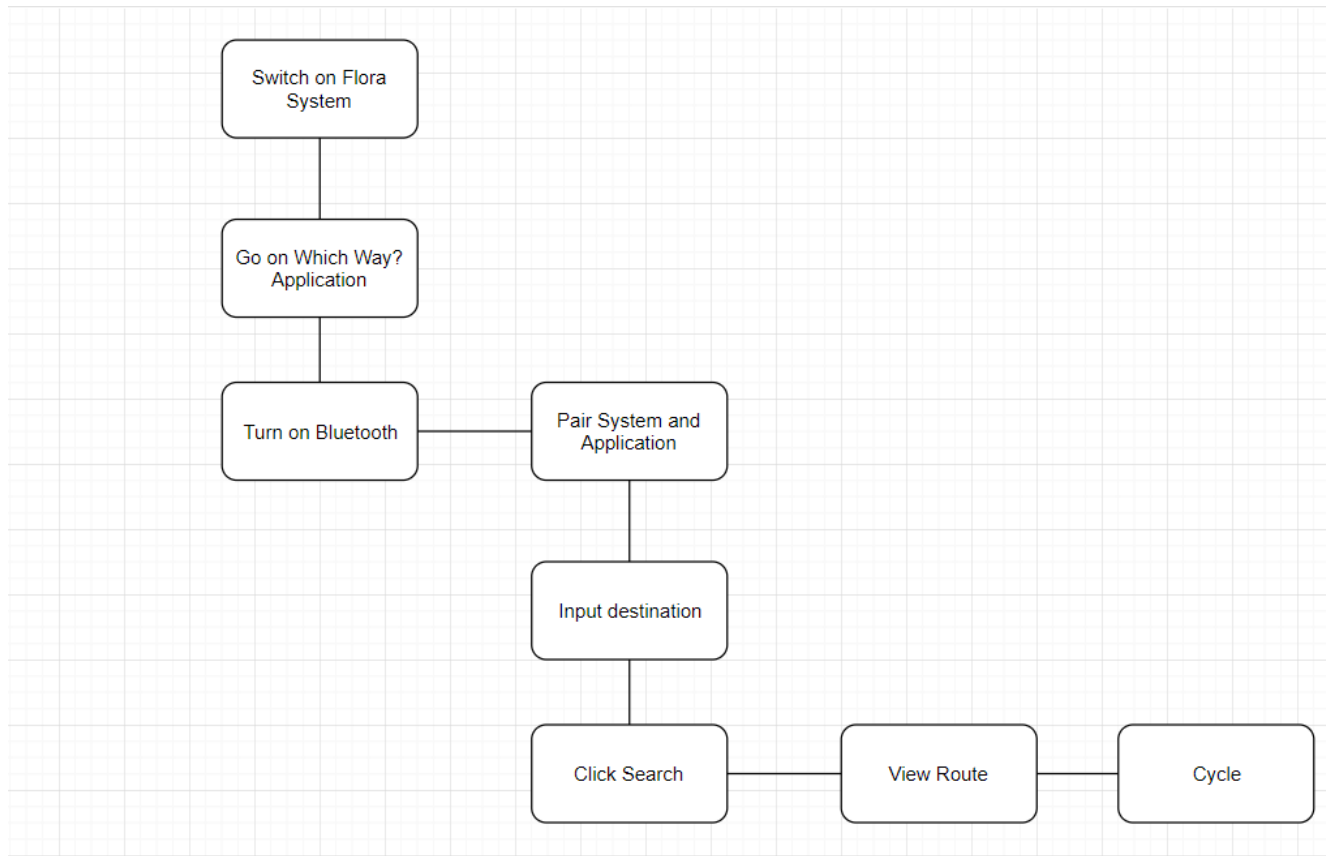 Switch on Flora
System
Go on Which Way?
Application
Turn on Bluetooth
Pair System and
Application
Input destination
Click Search
View Route
Cycle